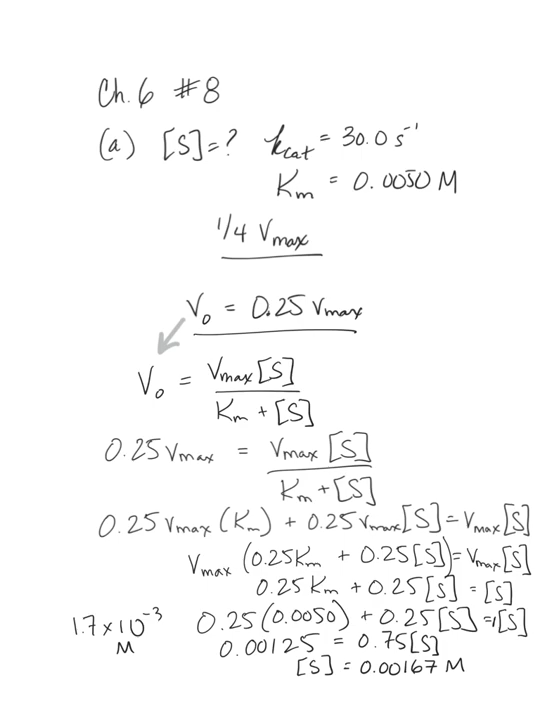 Ch. 6 #8
(a) [S]=? kcat = 30.0 s⁻¹
Km = 0.0050 M
1/4 Vmax
V₀ = 0.25 Vmax
V₀ = Vmax[S] / Km + [S]
0.25 Vmax = Vmax [S] / Km + [S]
0.25 Vmax (Km) + 0.25 Vmax[S] = Vmax[S]
Vmax (0.25Km + 0.25[S]) = Vmax[S]
0.25 Km + 0.25[S] = [S]
0.25(0.0050) + 0.25[S] = 1[S]
0.00125 = 0.75[S]
[S] = 0.00167 M
1.7 x 10⁻³
M